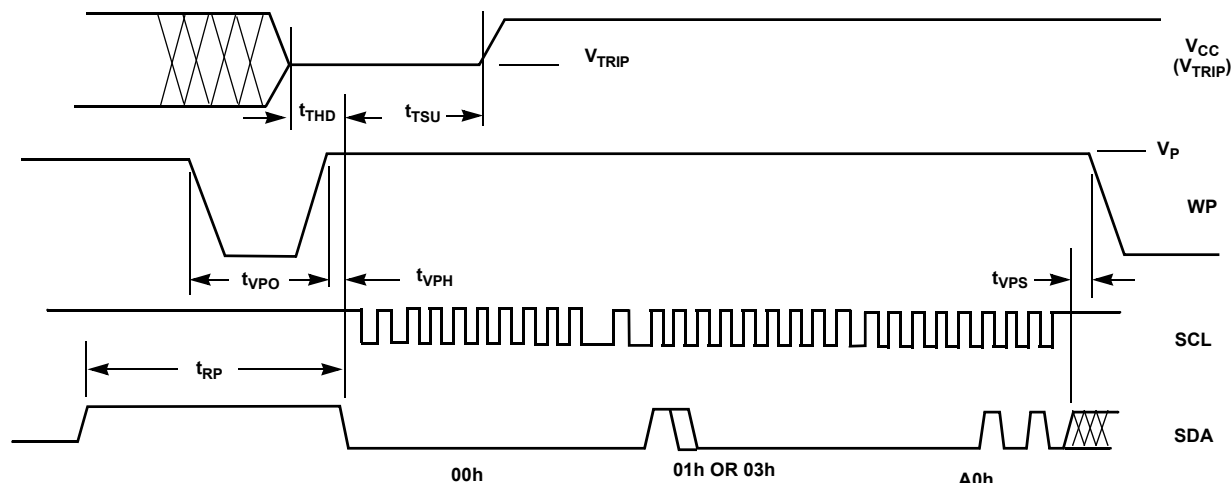 V_TRIP
V_CC
(V_TRIP)
t_THD
t_TSU
V_P
WP
t_VPO
t_VPH
t_VPS
SCL
t_RP
SDA
00h
01h OR 03h
A0h